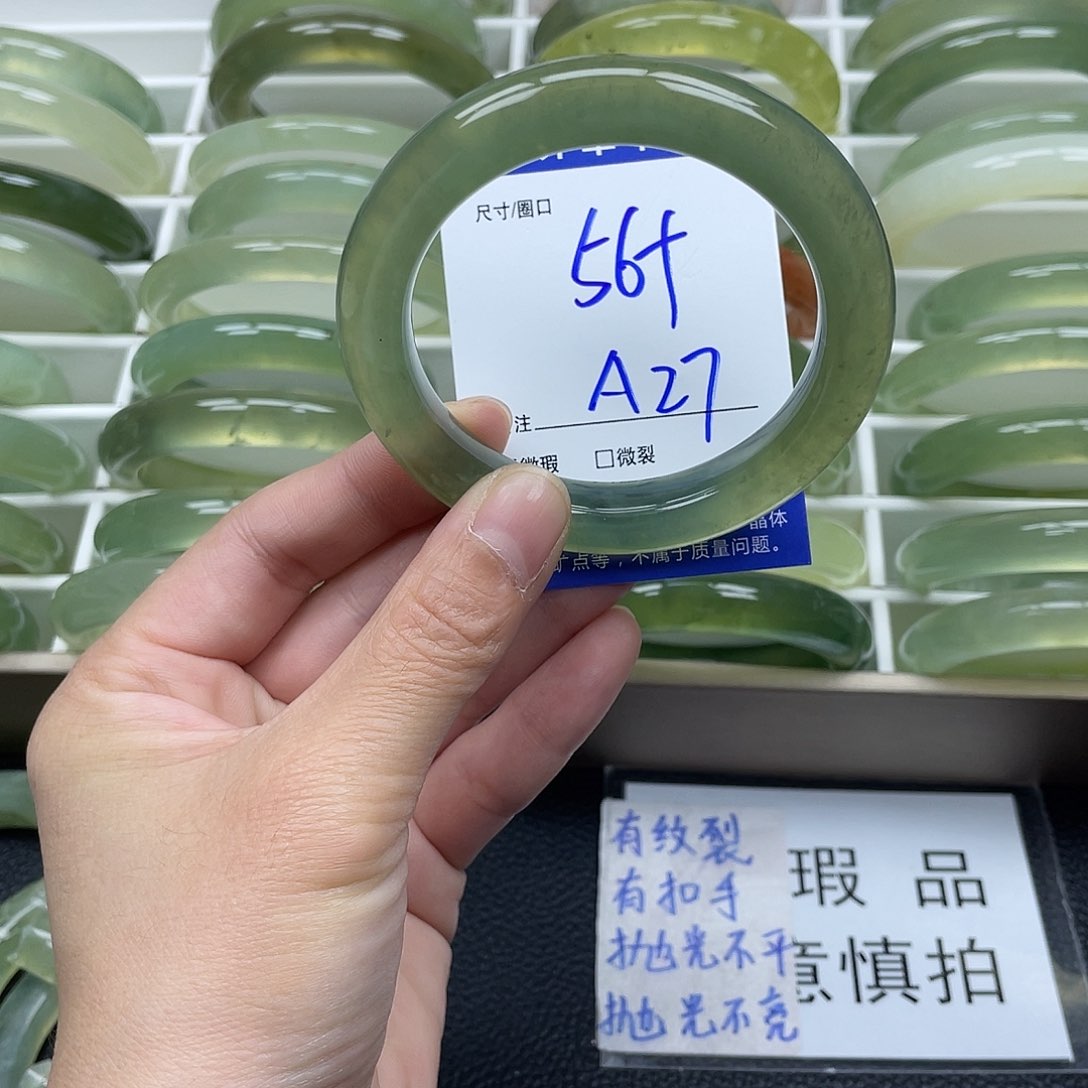 尺寸/圈口
56+
A27
注
微瑕 □微裂
晶体
矿点等，不属于质量问题。
有纹裂
有扣手
抛光不平
抛光不亮
瑕品
意慎拍